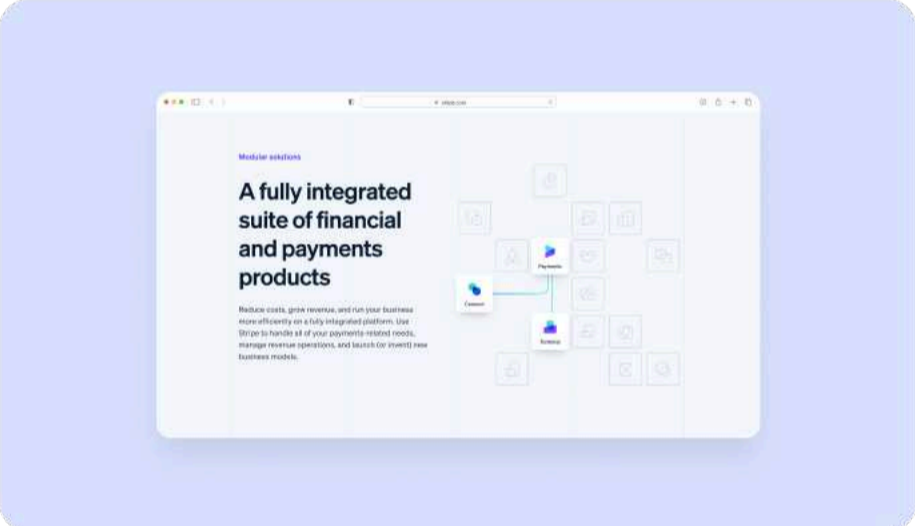 stripe.com
Modular solutions
A fully integrated
suite of financial
and payments
products
Reduce costs, grow revenue, and run your business
more efficiently on a fully integrated platform. Use
Stripe to handle all of your payments-related needs,
manage revenue operations, and launch (or invent) new
business models.
Payments
Connect
Terminal